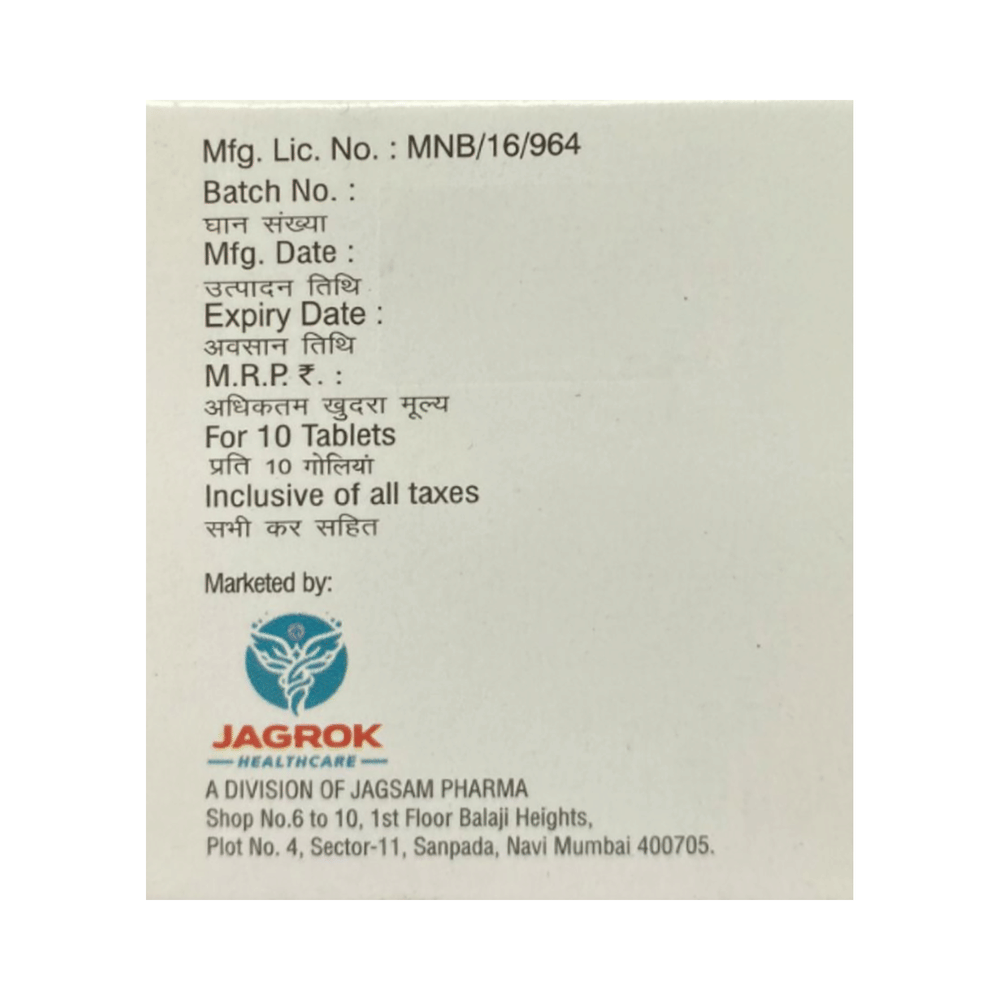 Mfg. Lic. No. : MNB/16/964
Batch No. :
घान संख्या
Mfg. Date :
उत्पादन तिथि
Expiry Date :
अवसान तिथि
M.R.P. ₹. :
अधिकतम खुदरा मूल्य
For 10 Tablets
प्रति 10 गोलियां
Inclusive of all taxes
सभी कर सहित
Marketed by:
JAGROK
HEALTHCARE
A DIVISION OF JAGSAM PHARMA
Shop No.6 to 10, 1st Floor Balaji Heights,
Plot No. 4, Sector-11, Sanpada, Navi Mumbai 400705.